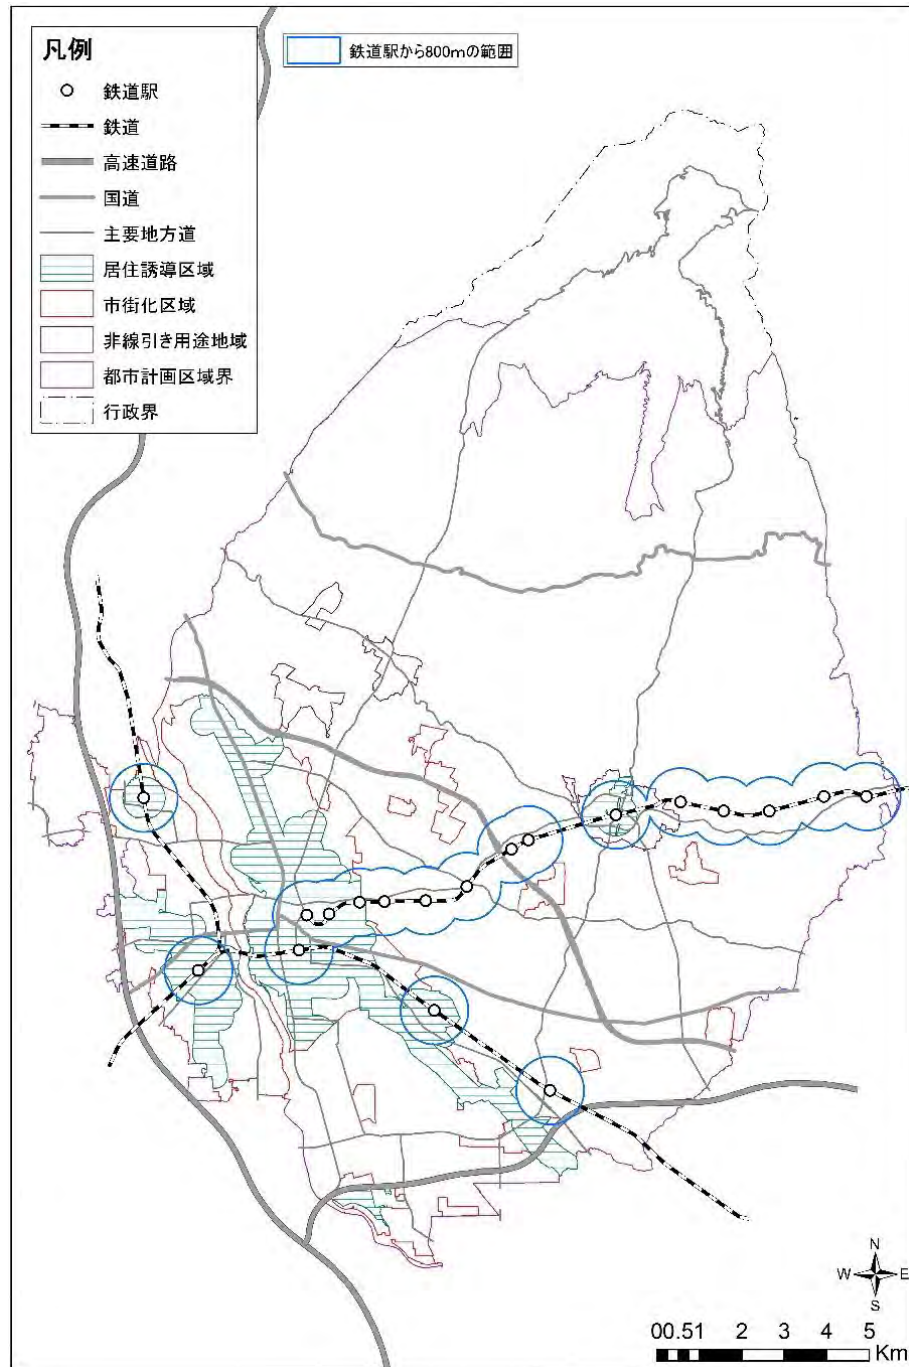 凡例
鉄道駅
鉄道
高速道路
国道
主要地方道
居住誘導区域
市街化区域
非線引き用途地域
都市計画区域界
行政界
鉄道駅から800mの範囲
N
W E
S
00.51 2 3 4 5
Km